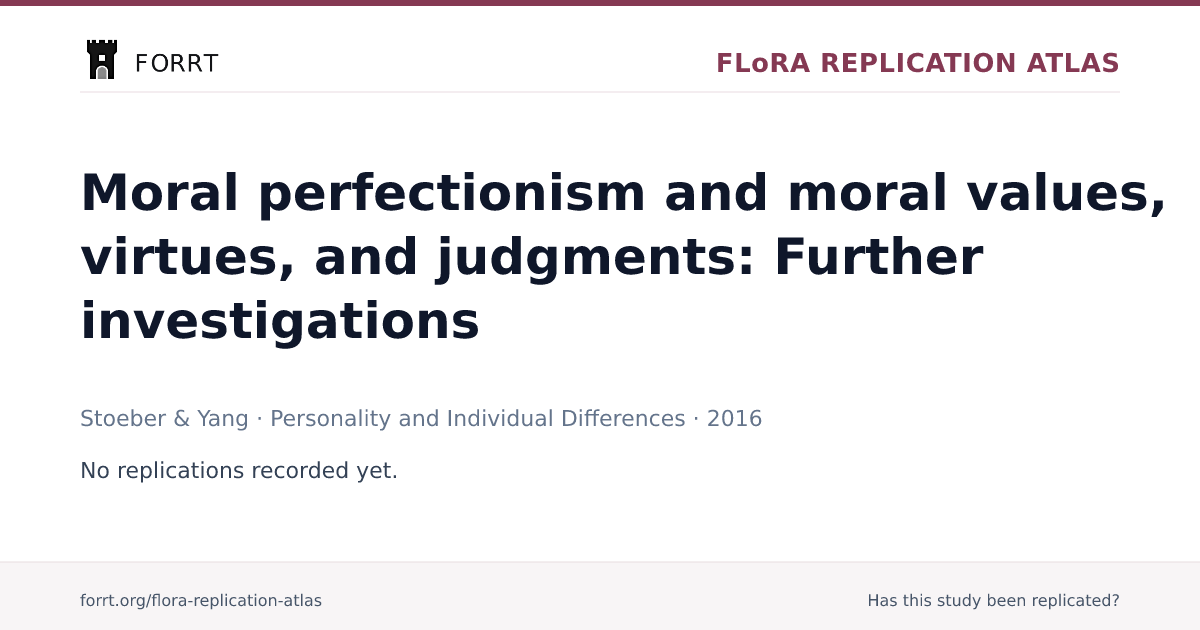 FORRT
FLoRA REPLICATION ATLAS
Moral perfectionism and moral values,
virtues, and judgments: Further
investigations
Stoeber & Yang · Personality and Individual Differences · 2016
No replications recorded yet.
forrt.org/flora-replication-atlas
Has this study been replicated?